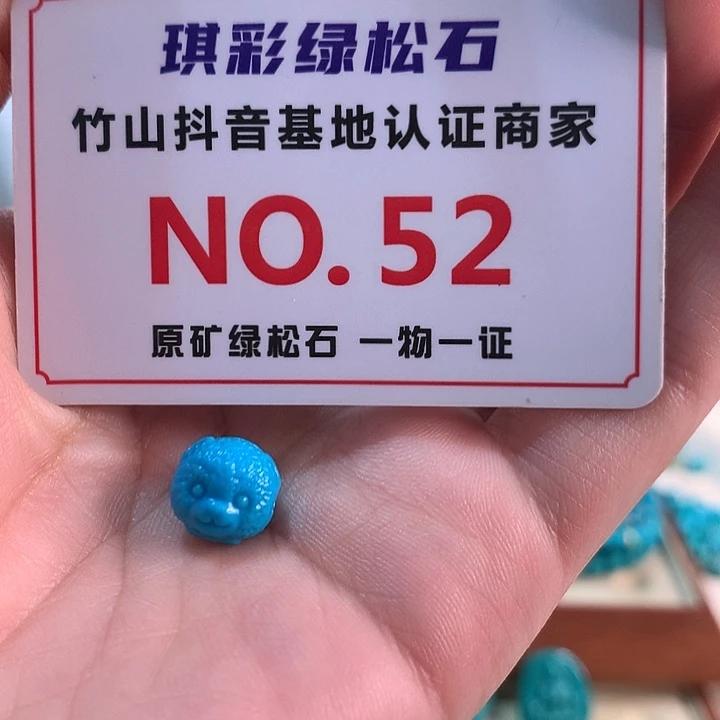 琪彩绿松石
竹山抖音基地认证商家
NO. 52
原矿绿松石 一物一证